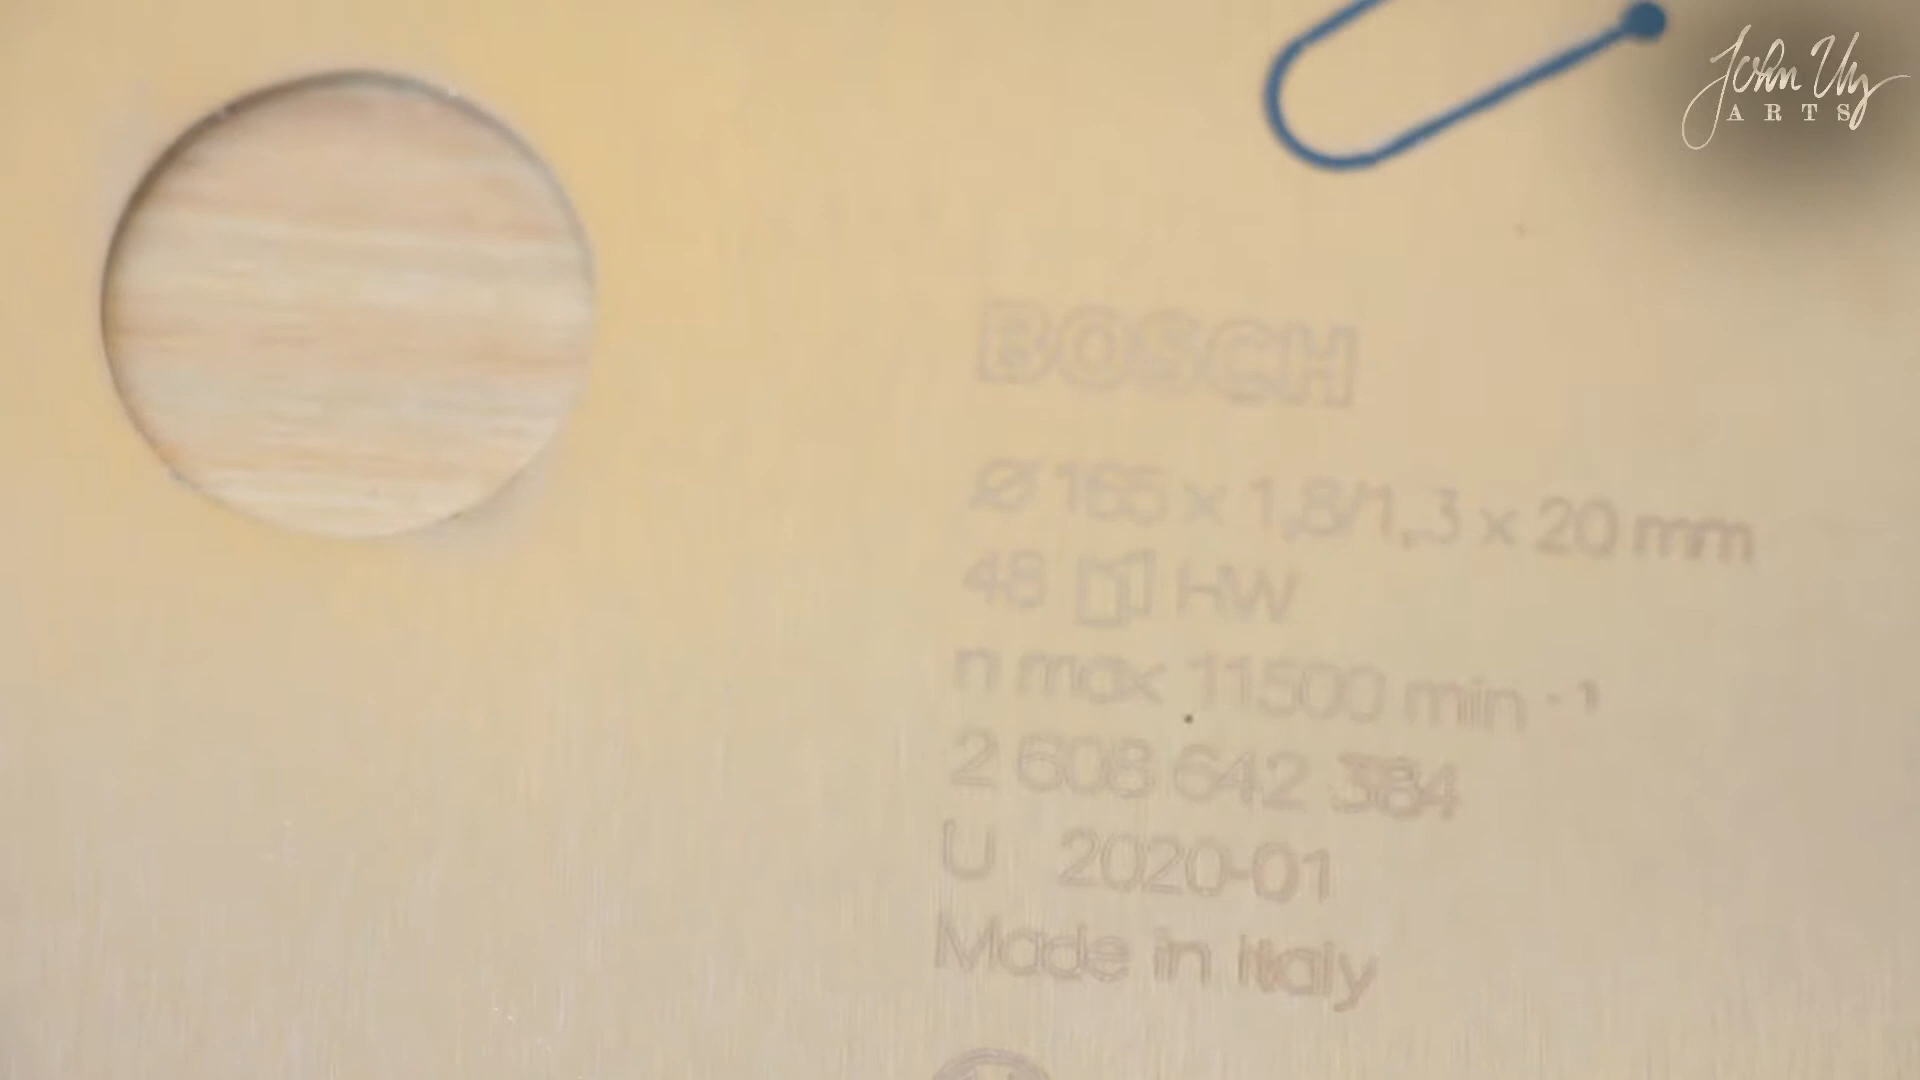 John Uy
ARTS
BOSCH
Ø 165 x 1,8/1,3 x 20 mm
48 HW
n max 11500 min -1
2 608 642 384
U 2020-01
Made in Italy